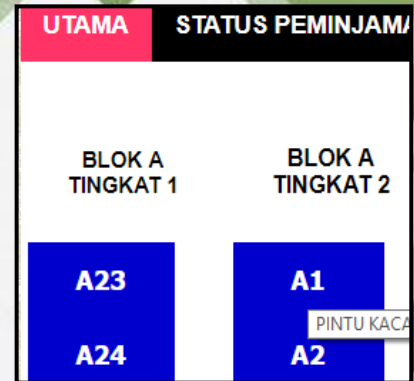 UTAMA STATUS PEMINJAM
BLOK A
TINGKAT 1
BLOK A
TINGKAT 2
A23 A1
PINTU KACA
A24 A2